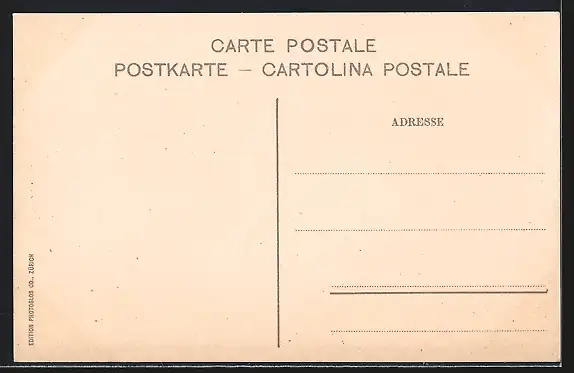 CARTE POSTALE
POSTKARTE — CARTOLINA POSTALE
ADRESSE
EDITION PHOTOGLOB CO., ZÜRICH